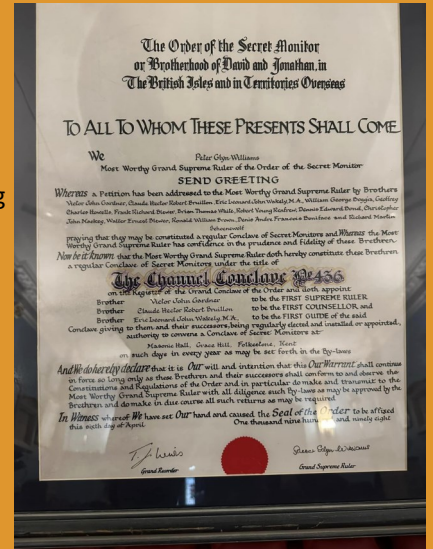 The Order of the Secret Monitor
or Brotherhood of David and Jonathan, in
The British Isles and in Territories Overseas
TO ALL TO WHOM THESE PRESENTS SHALL COME
We Peter Glyn-Williams
Most Worthy Grand Supreme Ruler of the Order of the Secret Monitor
SEND GREETING
Whereas a Petition has been addressed to the Most Worthy Grand Supreme Ruler by Brothers
Victor John Gardner, Claude Hector Robert Bruillon, Eric Leonard John Wakely, M.A., William George Doggia, Geoffrey
Charles Rowalls, Frank Richard Dixner, Brian Thomas White, Robert Young Renfrew, Dennis Edward Bond, Christopher
John Mackey, Walter Ernest Diover, Ronald William Brown, Denis Andre Francois Boniface and Richard Martin
praying that they may be constituted a regular Conclave of Secret Monitors and Whereas the Most
Worthy Grand Supreme Ruler has confidence in the prudence and fidelity of these Brethren.
Now be it Known that the Most Worthy Grand Supreme Ruler doth hereby constitute these Brethren
a regular Conclave of Secret Monitors under the title of
The Channel Conclave Nº 436
on the Register of the Grand Conclave of the Order and doth appoint
Brother Victor John Gardner to be the FIRST SUPREME RULER
Brother Claude Hector Robert Bruillon to be the FIRST COUNSELLOR, and
Brother Eric Leonard John Wakely M.A. to be the FIRST GUIDE of the said
Conclave giving to them and their successors, being regularly elected and installed or appointed,
authority to convene a Conclave of Secret Monitors at
Masonic Hall, Grace Hill, Folkestone, Kent
on such days in every year as may be set forth in the By-laws
And We do hereby declare that it is Our will and intention that this Our Warrant shall continue
in force so long only as these Brethren and their successors shall conform to and observe the
Constitutions and Regulations of the Order and in particular do make and transmit to the
Most Worthy Grand Supreme Ruler with all diligence such By-laws as may be approved by the
Brethren and do make in due course all such returns as may be required
In Witness whereof We have set Our hand and caused the Seal of the Order to be affixed
this sixth day of April One thousand nine hundred and ninety eight
Grand Recorder Grand Supreme Ruler
g